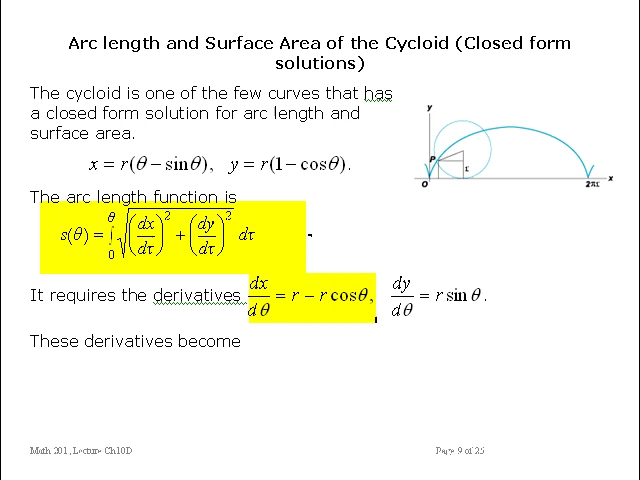 Arc length and Surface Area of the Cycloid (Closed form
solutions)
The cycloid is one of the few curves that has
a closed form solution for arc length and
surface area.
x = r(θ − sinθ), y = r(1 − cosθ).
y
P
r
O
2πr
x
The arc length function is
s(θ) = ∫₀^θ √((dx/dτ)² + (dy/dτ)²) dτ
It requires the derivatives dx/dθ = r − r cosθ, dy/dθ = r sin θ.
These derivatives become
Math 201, Lecture Ch10D
Page 9 of 25